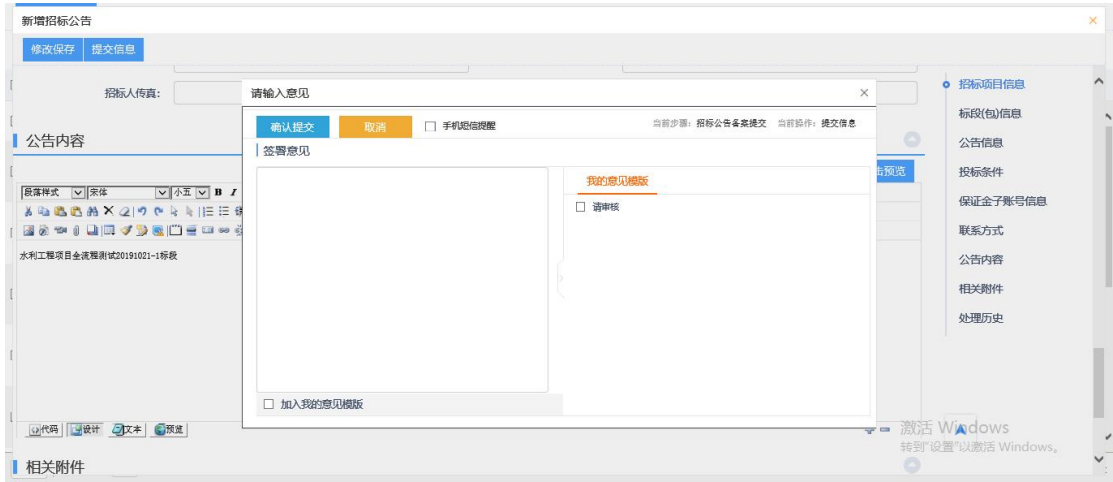 新增招标公告
修改保存 提交信息
招标人传真:
公告内容
段落样式 宋体 小五 B I
水利工程项目全流程测试20191021-1标段
代码 设计 文本 预览
相关附件
请输入意见
确认提交 取消 手机短信提醒 当前步骤: 招标公告备案提交 当前操作: 提交信息
签署意见
我的意见模版
请审核
加入我的意见模版
击预览
招标项目信息
标段(包)信息
公告信息
投标条件
保证金子账号信息
联系方式
公告内容
相关附件
处理历史
激活 Windows
转到"设置"以激活 Windows。